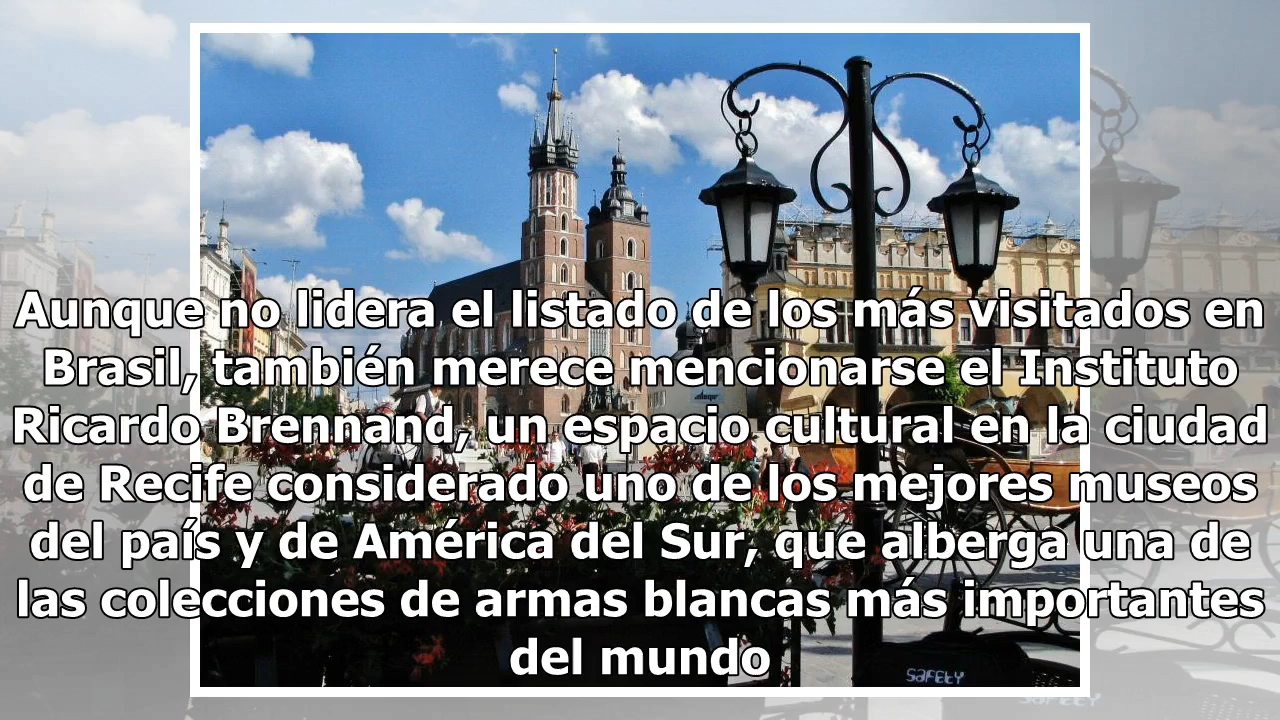 Aunque no lidera el listado de los más visitados en
Brasil, también merece mencionarse el Instituto
Ricardo Brennand, un espacio cultural en la ciudad
de Recife considerado uno de los mejores museos
del país y de América del Sur, que alberga una de
las colecciones de armas blancas más importantes
del mundo
SAFEtY